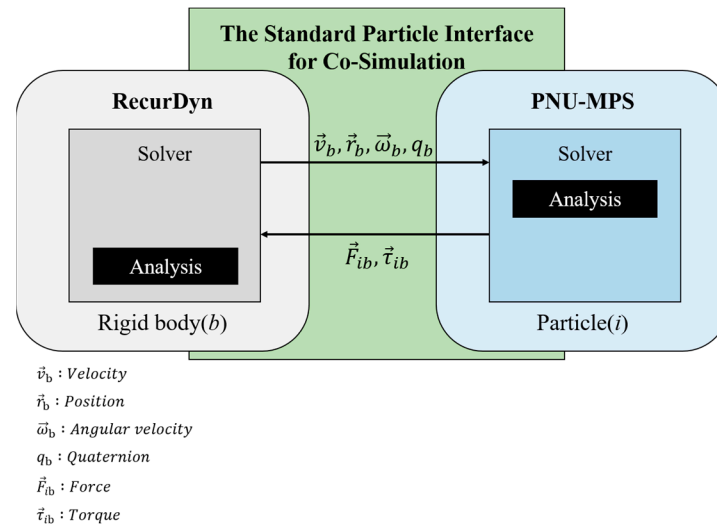 The Standard Particle Interface
for Co-Simulation
RecurDyn
PNU-MPS
Solver
Solver
v⃗_b, r⃗_b, ω⃗_b, q_b
Analysis
Analysis
F⃗_ib, τ⃗_ib
Rigid body(b)
Particle(i)
v⃗_b : Velocity
r⃗_b : Position
ω⃗_b : Angular velocity
q_b : Quaternion
F⃗_ib : Force
τ⃗_ib : Torque